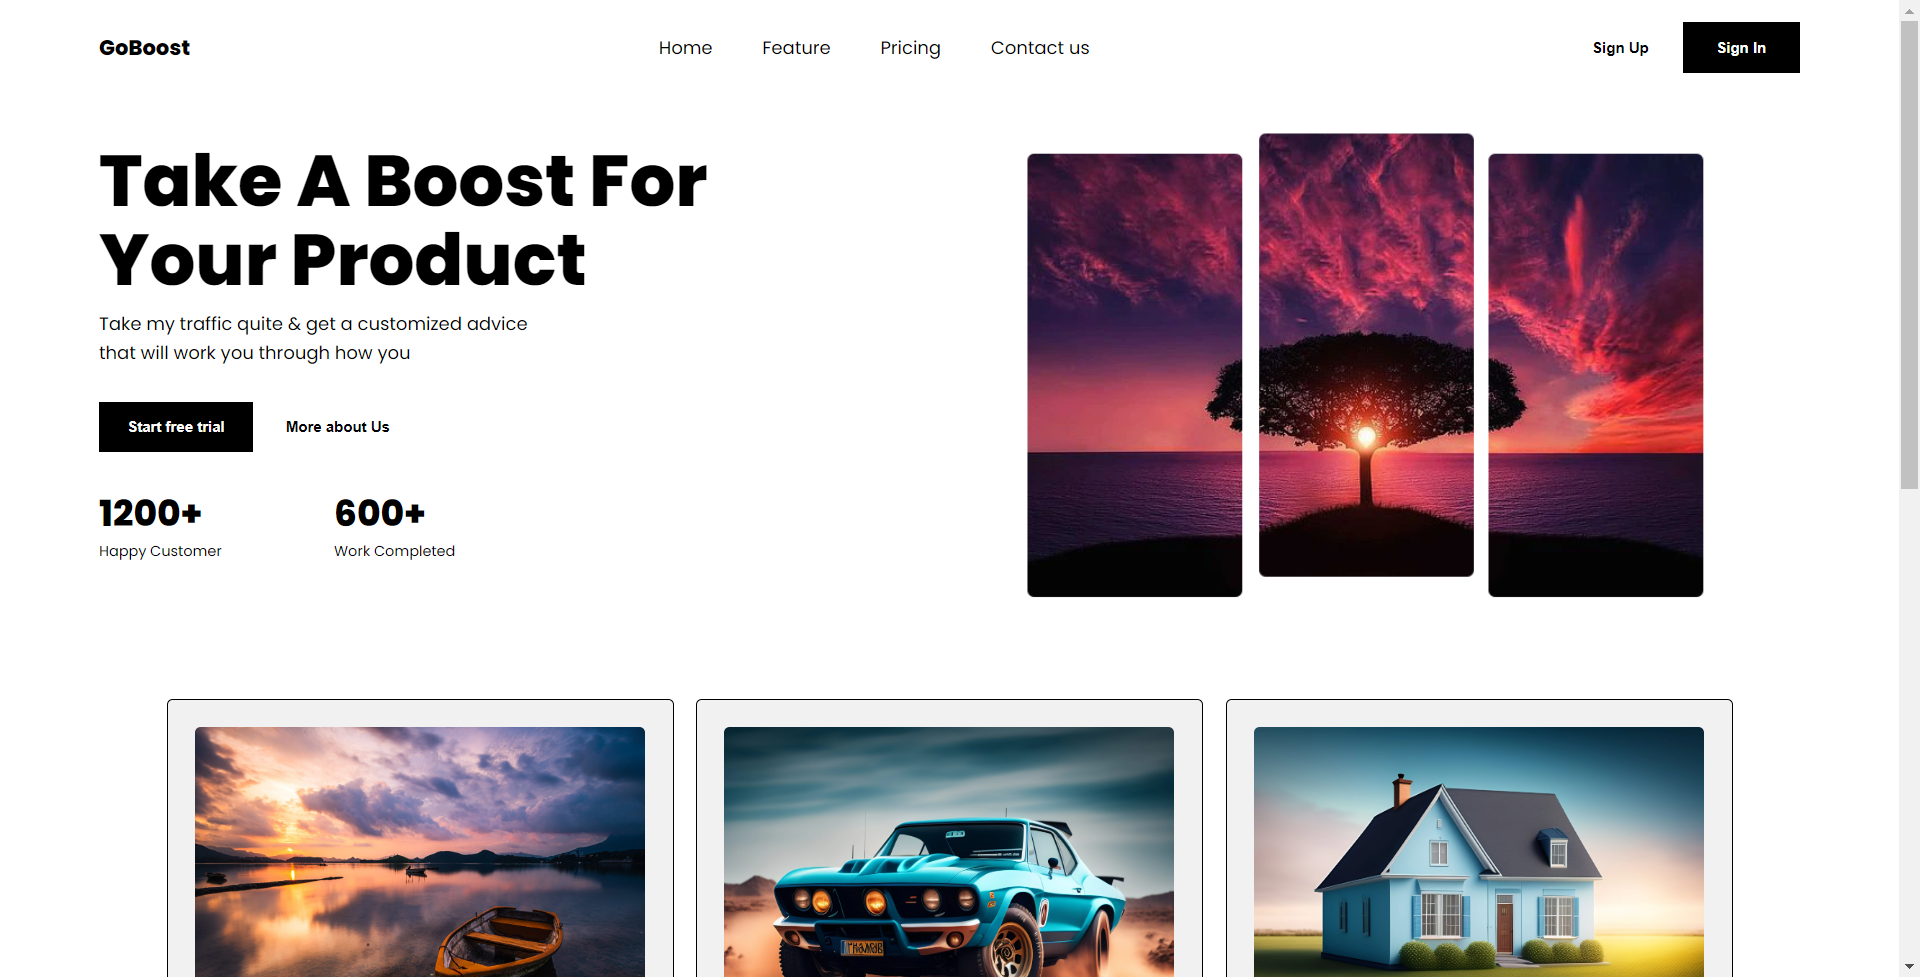 GoBoost
Home
Feature
Pricing
Contact us
Sign Up
Sign In
Take A Boost For
Your Product
Take my traffic quite & get a customized advice
that will work you through how you
Start free trial
More about Us
1200+
600+
Happy Customer
Work Completed